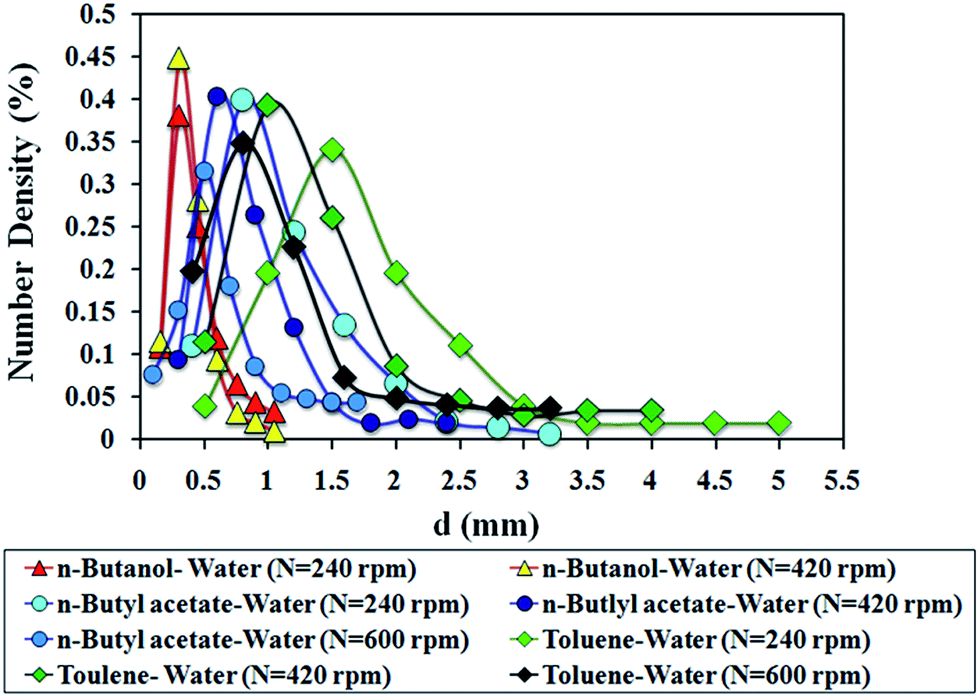 0.5
0.45
0.4
0.35
0.3
0.25
0.2
0.15
0.1
0.05
0
Number Density (%)
0 0.5 1 1.5 2 2.5 3 3.5 4 4.5 5 5.5
d (mm)
n-Butanol- Water (N=240 rpm) n-Butanol-Water (N=420 rpm)
n-Butyl acetate-Water (N=240 rpm) n-Butlyl acetate-Water (N=420 rpm)
n-Butyl acetate-Water (N=600 rpm) Toluene-Water (N=240 rpm)
Toulene- Water (N=420 rpm) Toluene-Water (N=600 rpm)